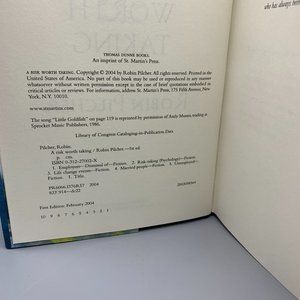 THOMAS DUNNE BOOKS.
An imprint of St. Martin's Press.
A RISK WORTH TAKING. Copyright © 2004 by Robin Pilcher. All rights reserved. Printed in the United
States of America. No part of this book may be used or reproduced in any
manner whatsoever without written permission except in the case of brief quotations embodied in
critical articles or reviews. For information, address St. Martin's Press, 175 Fifth Avenue, New
York, N.Y. 10010.
www.stmartins.com
The song "Little Goldfish" on page 119 is reprinted by permission of Andy Munro, trading as
Sprocket Music Publishers, 1986.
Library of Congress Cataloging-in-Publication Data
Pilcher, Robin.
A risk worth taking / Robin Pilcher.—1st ed.
p. cm.
ISBN 0-312-27002-X
1. Employees—Dismissal of—Fiction. 2. Risk-taking (Psychology)—Fiction.
3. Life change events—Fiction. 4. Married people—Fiction. 5. Unemployed—
Fiction. I. Title.
PR6066.I376R57 2004
823'.914—dc22
First Edition: February 2004
10 9 8 7 6 5 4 3 2 1
who has always been